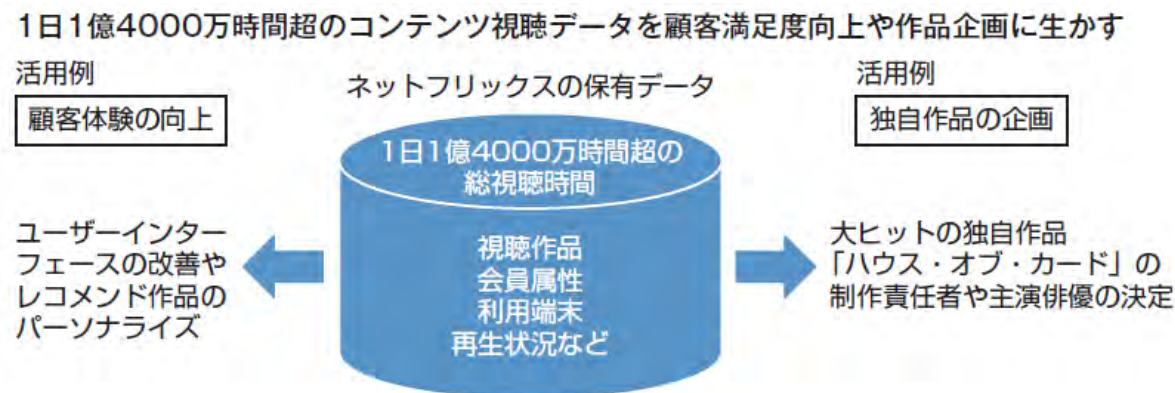 1日1億4000万時間超のコンテンツ視聴データを顧客満足度向上や作品企画に生かす
活用例
顧客体験の向上
ユーザーインター
フェースの改善や
レコメンド作品の
パーソナライズ
ネットフリックスの保有データ
1日1億4000万時間超の
総視聴時間
視聴作品
会員属性
利用端末
再生状況など
活用例
独自作品の企画
大ヒットの独自作品
「ハウス・オブ・カード」の
制作責任者や主演俳優の決定